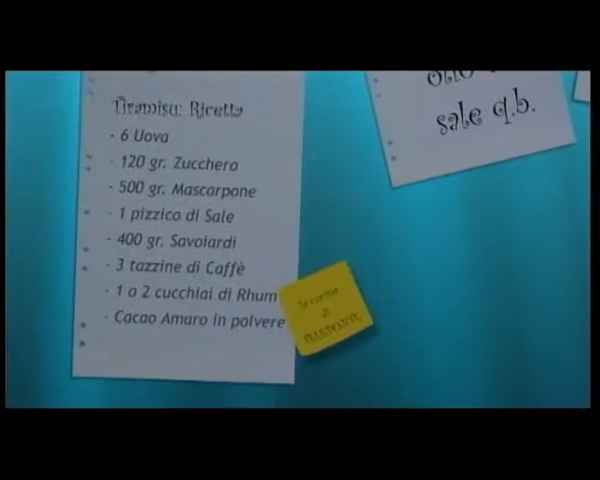 Tiramisu: Ricetta
- 6 Uova
- 120 gr. Zucchero
- 500 gr. Mascarpone
- 1 pizzico di Sale
- 400 gr. Savoiardi
- 3 tazzine di Caffè
- 1 o 2 cucchiai di Rhum
- Cacao Amaro in polvere
sale q.b.
di